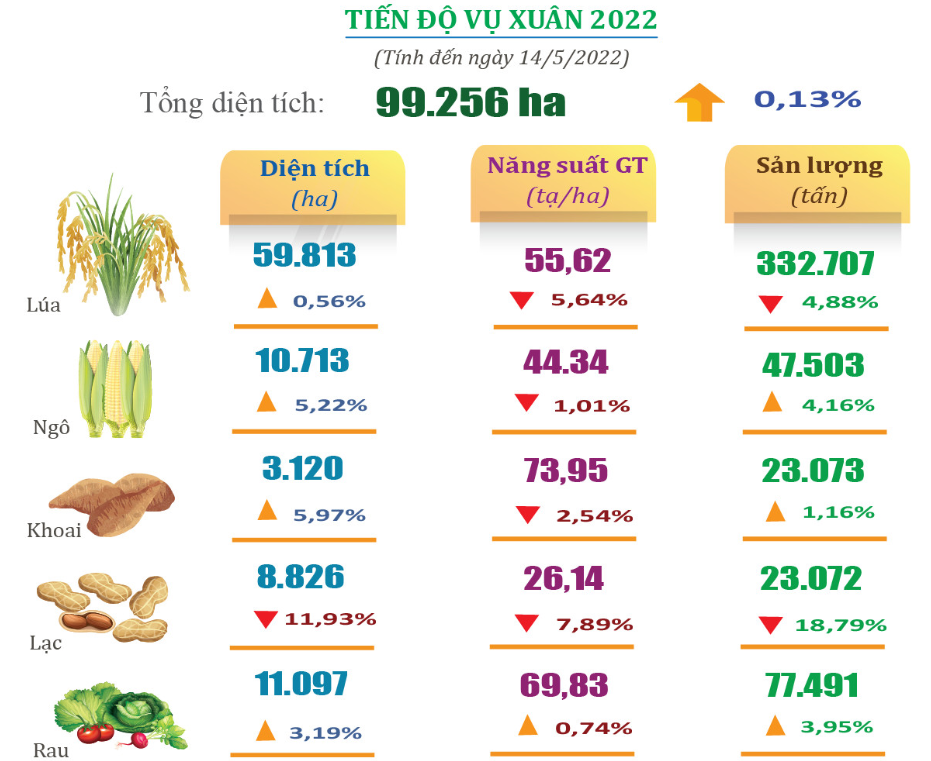 TIẾN ĐỘ VỤ XUÂN 2022
(Tính đến ngày 14/5/2022)
Tổng diện tích: 99.256 ha 0,13%
Diện tích Năng suất GT Sản lượng
(ha) (tạ/ha) (tấn)
59.813 55,62 332.707
Lúa 0,56% 5,64% 4,88%
10.713 44.34 47.503
5,22% 1,01% 4,16%
Ngô
3.120 73,95 23.073
5,97% 2,54% 1,16%
Khoai
8.826 26,14 23.072
11,93% 7,89% 18,79%
Lạc
11.097 69,83 77.491
3,19% 0,74% 3,95%
Rau